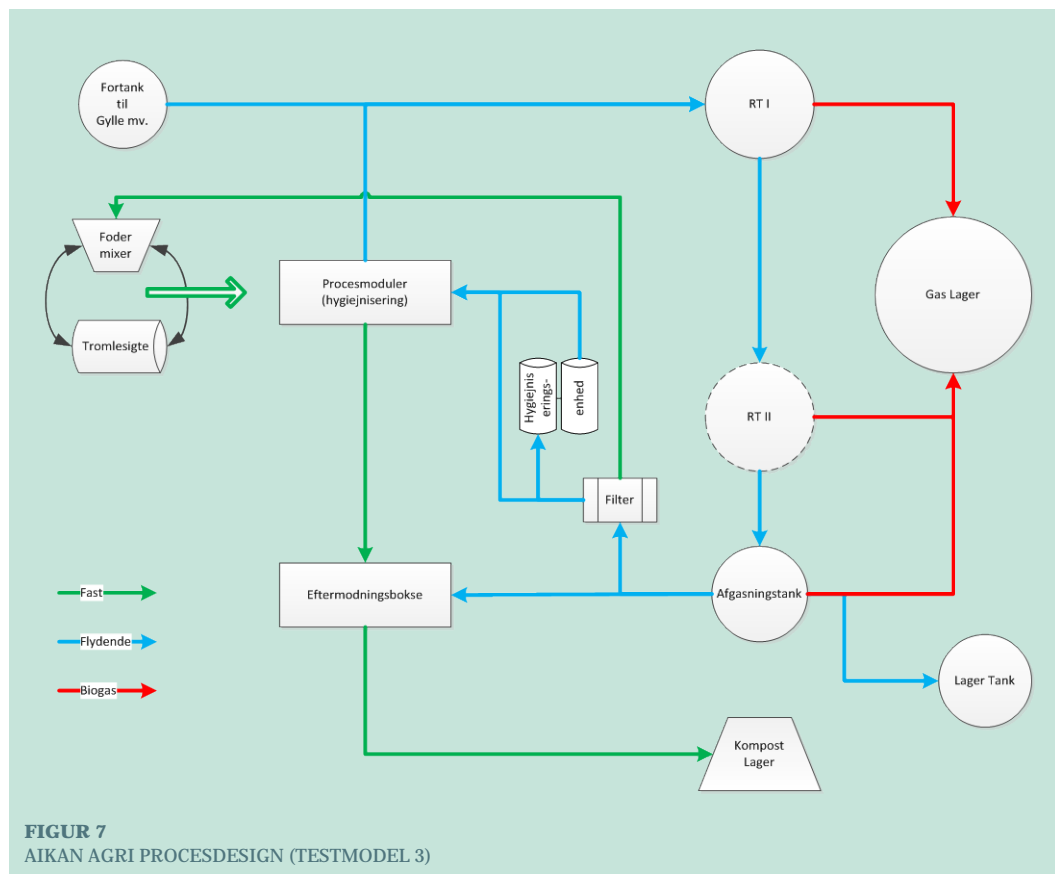 Fortank
til
Gylle mv.
RT I
Foder
mixer
Procesmoduler
(hygiejnisering)
Gas Lager
Tromlesigte
Hygiejnis
erings-
enhed
RT II
Filter
Eftermodningsbokse
Afgasningstank
Fast
Flydende
Biogas
Lager Tank
Kompost
Lager
FIGUR 7
AIKAN AGRI PROCESDESIGN (TESTMODEL 3)